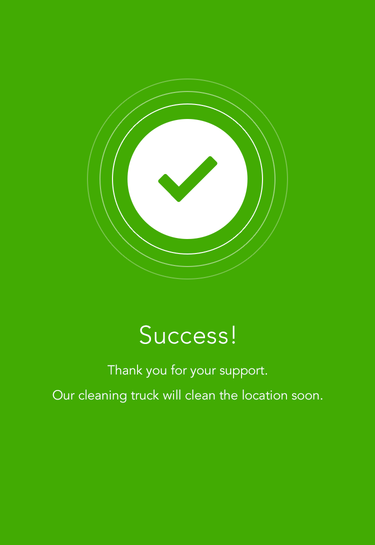 Success!
Thank you for your support.
Our cleaning truck will clean the location soon.